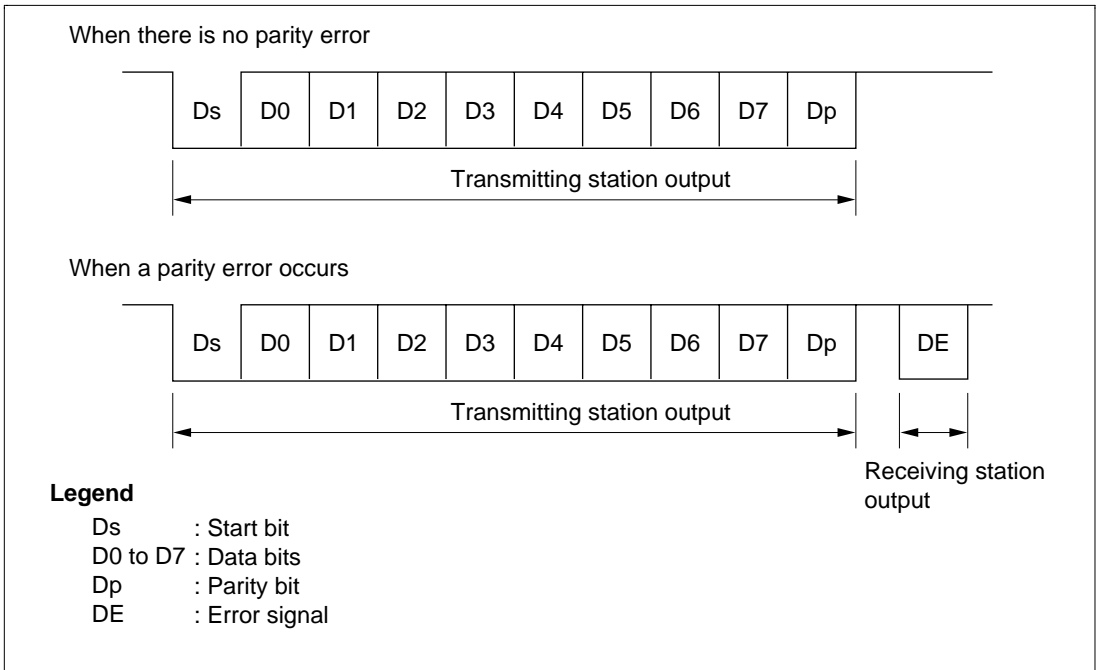 When there is no parity error
Ds D0 D1 D2 D3 D4 D5 D6 D7 Dp
Transmitting station output
When a parity error occurs
Ds D0 D1 D2 D3 D4 D5 D6 D7 Dp DE
Transmitting station output
Receiving station
output
Legend
Ds : Start bit
D0 to D7 : Data bits
Dp : Parity bit
DE : Error signal